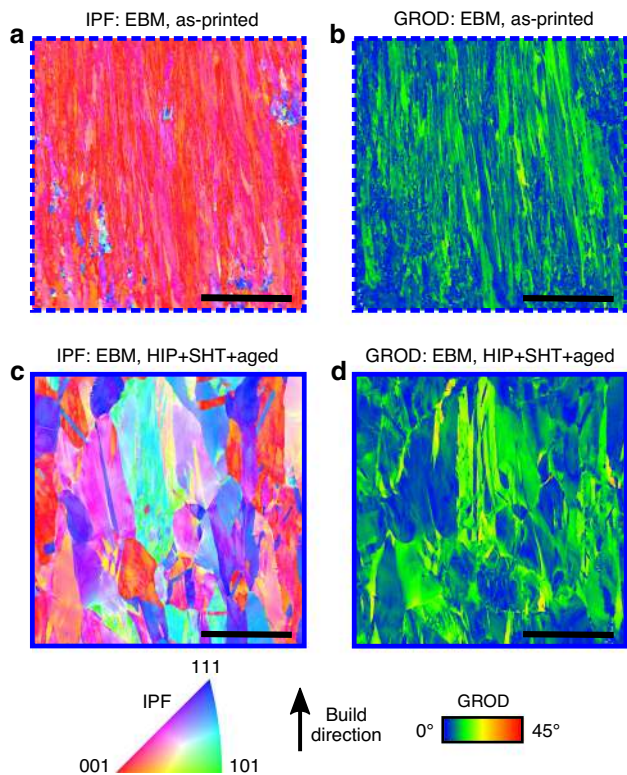 a
IPF: EBM, as-printed
b
GROD: EBM, as-printed
c
IPF: EBM, HIP+SHT+aged
d
GROD: EBM, HIP+SHT+aged
111
IPF
001
101
Build
direction
GROD
0°
45°